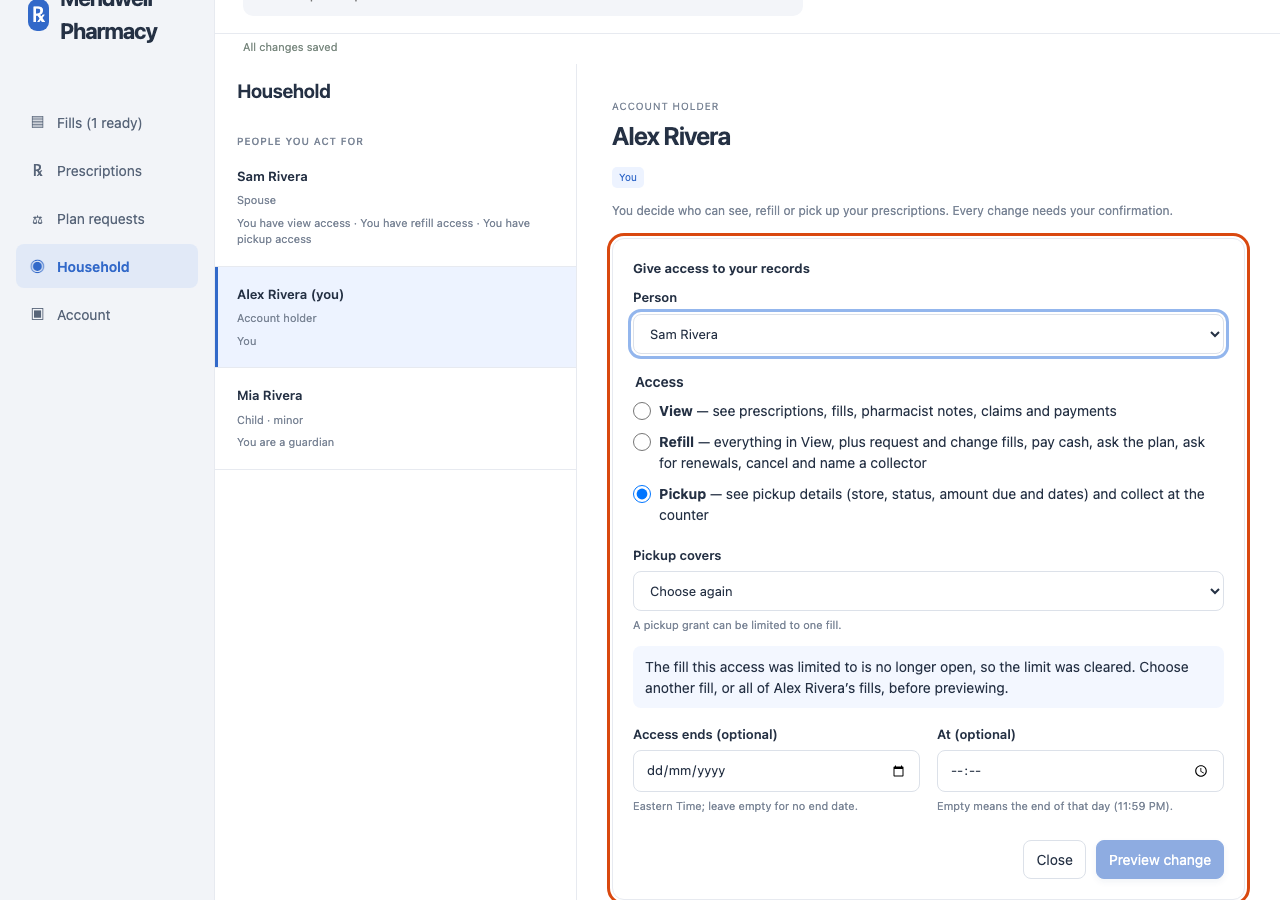 Mendwell
Pharmacy
All changes saved
Fills (1 ready)
Prescriptions
Plan requests
Household
Account
Household
PEOPLE YOU ACT FOR
Sam Rivera
Spouse
You have view access · You have refill access · You have
pickup access
Alex Rivera (you)
Account holder
You
Mia Rivera
Child · minor
You are a guardian
ACCOUNT HOLDER
Alex Rivera
You
You decide who can see, refill or pick up your prescriptions. Every change needs your confirmation.
Give access to your records
Person
Sam Rivera
Access
View — see prescriptions, fills, pharmacist notes, claims and payments
Refill — everything in View, plus request and change fills, pay cash, ask the plan, ask
for renewals, cancel and name a collector
Pickup — see pickup details (store, status, amount due and dates) and collect at the
counter
Pickup covers
Choose again
A pickup grant can be limited to one fill.
The fill this access was limited to is no longer open, so the limit was cleared. Choose
another fill, or all of Alex Rivera’s fills, before previewing.
Access ends (optional)
At (optional)
dd/mm/yyyy
--:--
Eastern Time; leave empty for no end date.
Empty means the end of that day (11:59 PM).
Close
Preview change